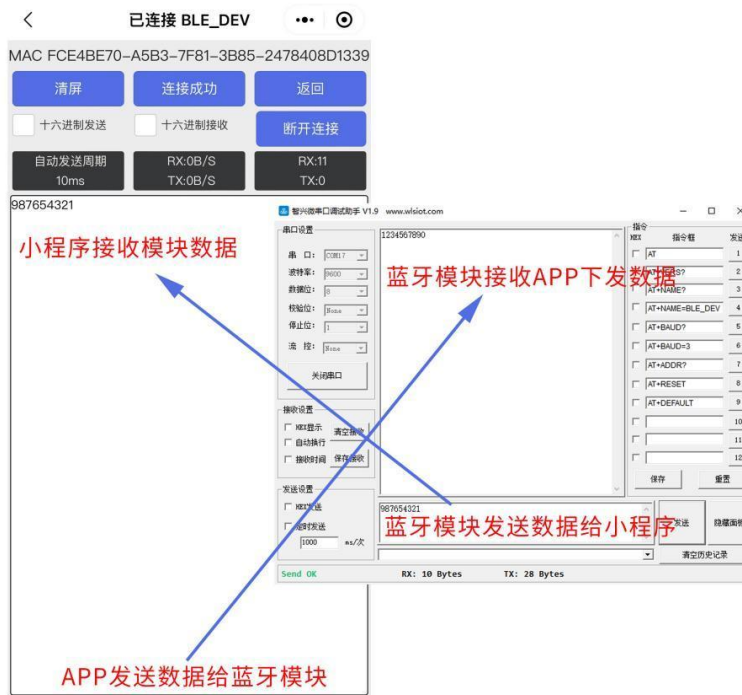 已连接 BLE_DEV
MAC FCE4BE70-A5B3-7F81-3B85-2478408D1339
清屏
连接成功
返回
十六进制发送
十六进制接收
断开连接
自动发送周期
10ms
RX:0B/S
TX:0B/S
RX:11
TX:0
987654321
小程序接收模块数据
APP发送数据给蓝牙模块
智兴微串口调试助手 V1.9 www.wlsiot.com
串口设置
串 口: COM17
波特率: 9600
数据位: 8
校验位: None
停止位: 1
流 控: None
关闭串口
接收设置
HEX显示
清空接收
自动换行
接收时间
保存接收
发送设置
HEX发送
定时发送
1000 ms/次
1234567890
蓝牙模块接收APP下发数据
987654321
蓝牙模块发送数据给小程序
指令
HEX 指令框
AT 1
2
AT+NAME? 3
AT+NAME=BLE_DEV 4
AT+BAUD? 5
AT+BAUD=3 6
AT+ADDR? 7
AT+RESET 8
AT+DEFAULT 9
10
11
12
保存
重置
发送
隐藏面板
清空历史记录
Send OK RX: 10 Bytes TX: 28 Bytes